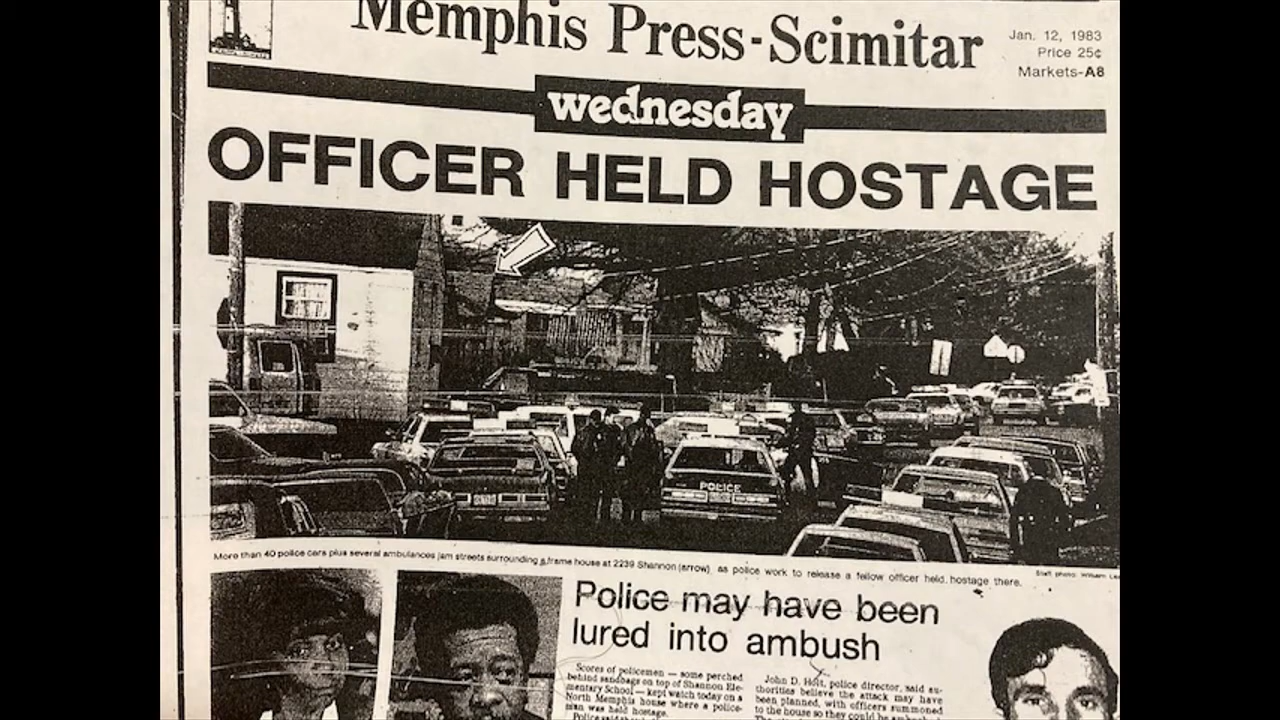 Memphis Press-Scimitar
Jan. 12, 1983
Price 25¢
Markets-A8
wednesday
OFFICER HELD HOSTAGE
POLICE
More than 40 police cars plus several ambulances jam streets surrounding a frame house at 2239 Shannon (arrow) as police work to release a fellow officer held hostage there.
Staff photo: William
Police may have been
lured into ambush
Scores of policemen — some perched
behind sandbags on top of Shannon Ele-
mentary School — kept watch today on a
North Memphis house where a police-
man was held hostage.
John D. Holt, police director, said au-
thorities believe the attack may have
been planned, with officers summoned
to the house so they could be